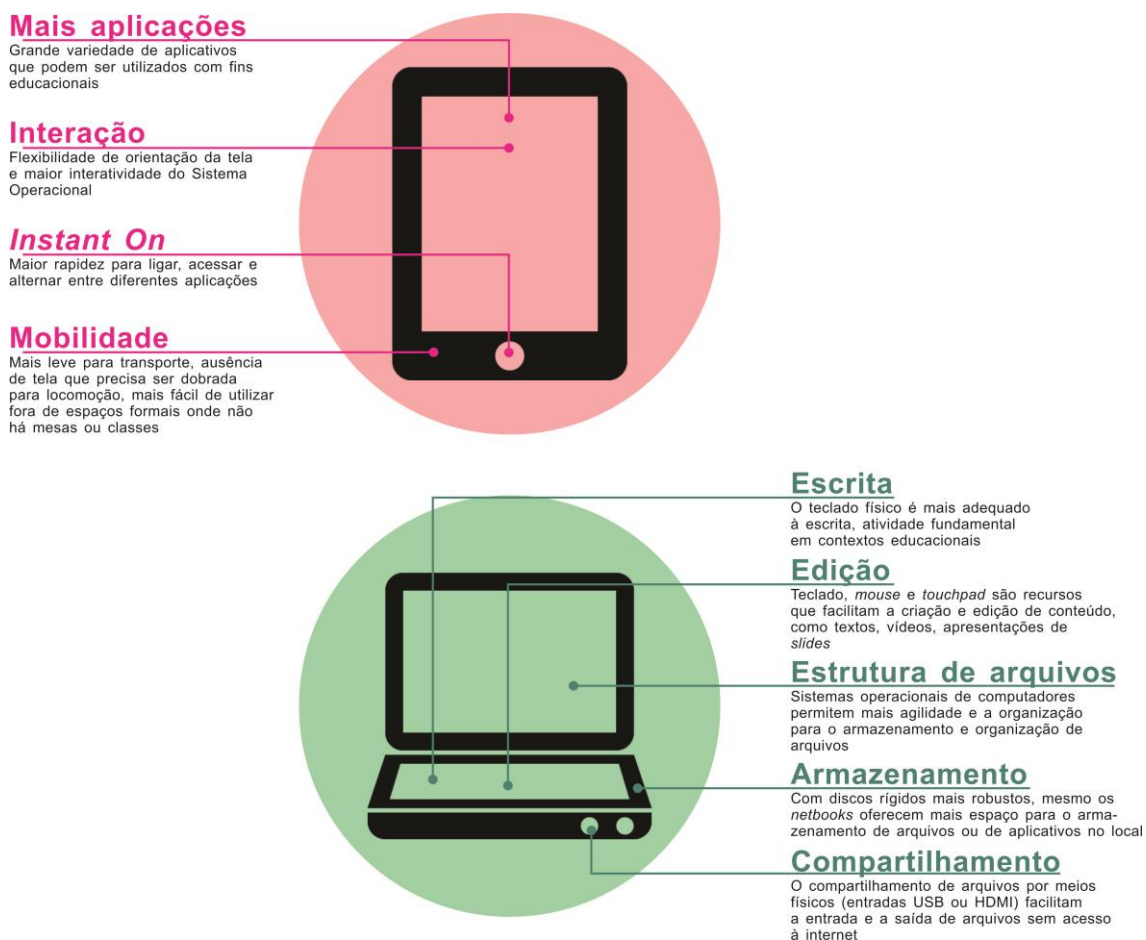 Mais aplicações
Grande variedade de aplicativos
que podem ser utilizados com fins
educacionais
Interação
Flexibilidade de orientação da tela
e maior interatividade do Sistema
Operacional
Instant On
Maior rapidez para ligar, acessar e
alternar entre diferentes aplicações
Mobilidade
Mais leve para transporte, ausência
de tela que precisa ser dobrada
para locomoção, mais fácil de utilizar
fora de espaços formais onde não
há mesas ou classes
Escrita
O teclado físico é mais adequado
à escrita, atividade fundamental
em contextos educacionais
Edição
Teclado, mouse e touchpad são recursos
que facilitam a criação e edição de conteúdo,
como textos, vídeos, apresentações de
slides
Estrutura de arquivos
Sistemas operacionais de computadores
permitem mais agilidade e a organização
para o armazenamento e organização de
arquivos
Armazenamento
Com discos rígidos mais robustos, mesmo os
netbooks oferecem mais espaço para o arma-
zenamento de arquivos ou de aplicativos no local
Compartilhamento
O compartilhamento de arquivos por meios
físicos (entradas USB ou HDMI) facilitam
a entrada e a saída de arquivos sem acesso
à internet